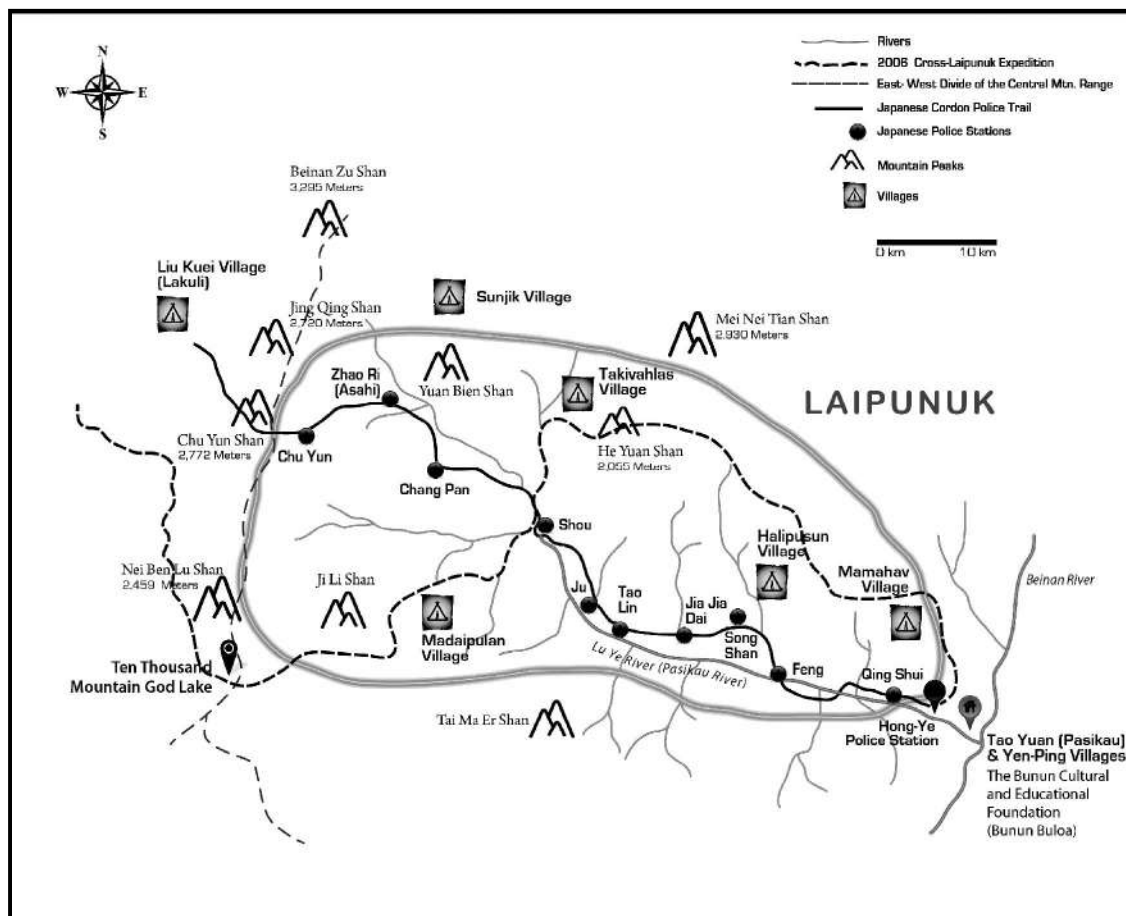 N
W
E
S
Rivers
2006 Cross-Laipunuk Expedition
East-West Divide of the Central Mtn. Range
Japanese Cordon Police Trail
Japanese Police Stations
Mountain Peaks
Villages
0 km
10 km
Beinan Zu Shan
3,295 Meters
Liu Kuei Village
(Lakuli)
Sunjik Village
Jing Qing Shan
2,720 Meters
Mei Nei Tian Shan
2,930 Meters
Zhao Ri
(Asahi)
Yuan Bien Shan
Takivahlas
Village
LAIPUNUK
Chu Yun Shan
2,772 Meters
Chu Yun
Chang Pan
He Yuan Shan
2,055 Meters
Shou
Halipusun
Village
Mamahav
Village
Beinan River
Nei Ben Lu Shan
2,459 Meters
Ji Li Shan
Madaipulan
Village
Ju
Tao
Lin
Jia Jia
Dai
Song
Shan
Lu Ye River (Pasikau River)
Feng
Qing Shui
Ten Thousand
Mountain God Lake
Tai Ma Er Shan
Hong-Ye
Police Station
Tao Yuan (Pasikau)
& Yen-Ping Villages
The Bunun Cultural
and Educational
Foundation
(Bunun Buloa)